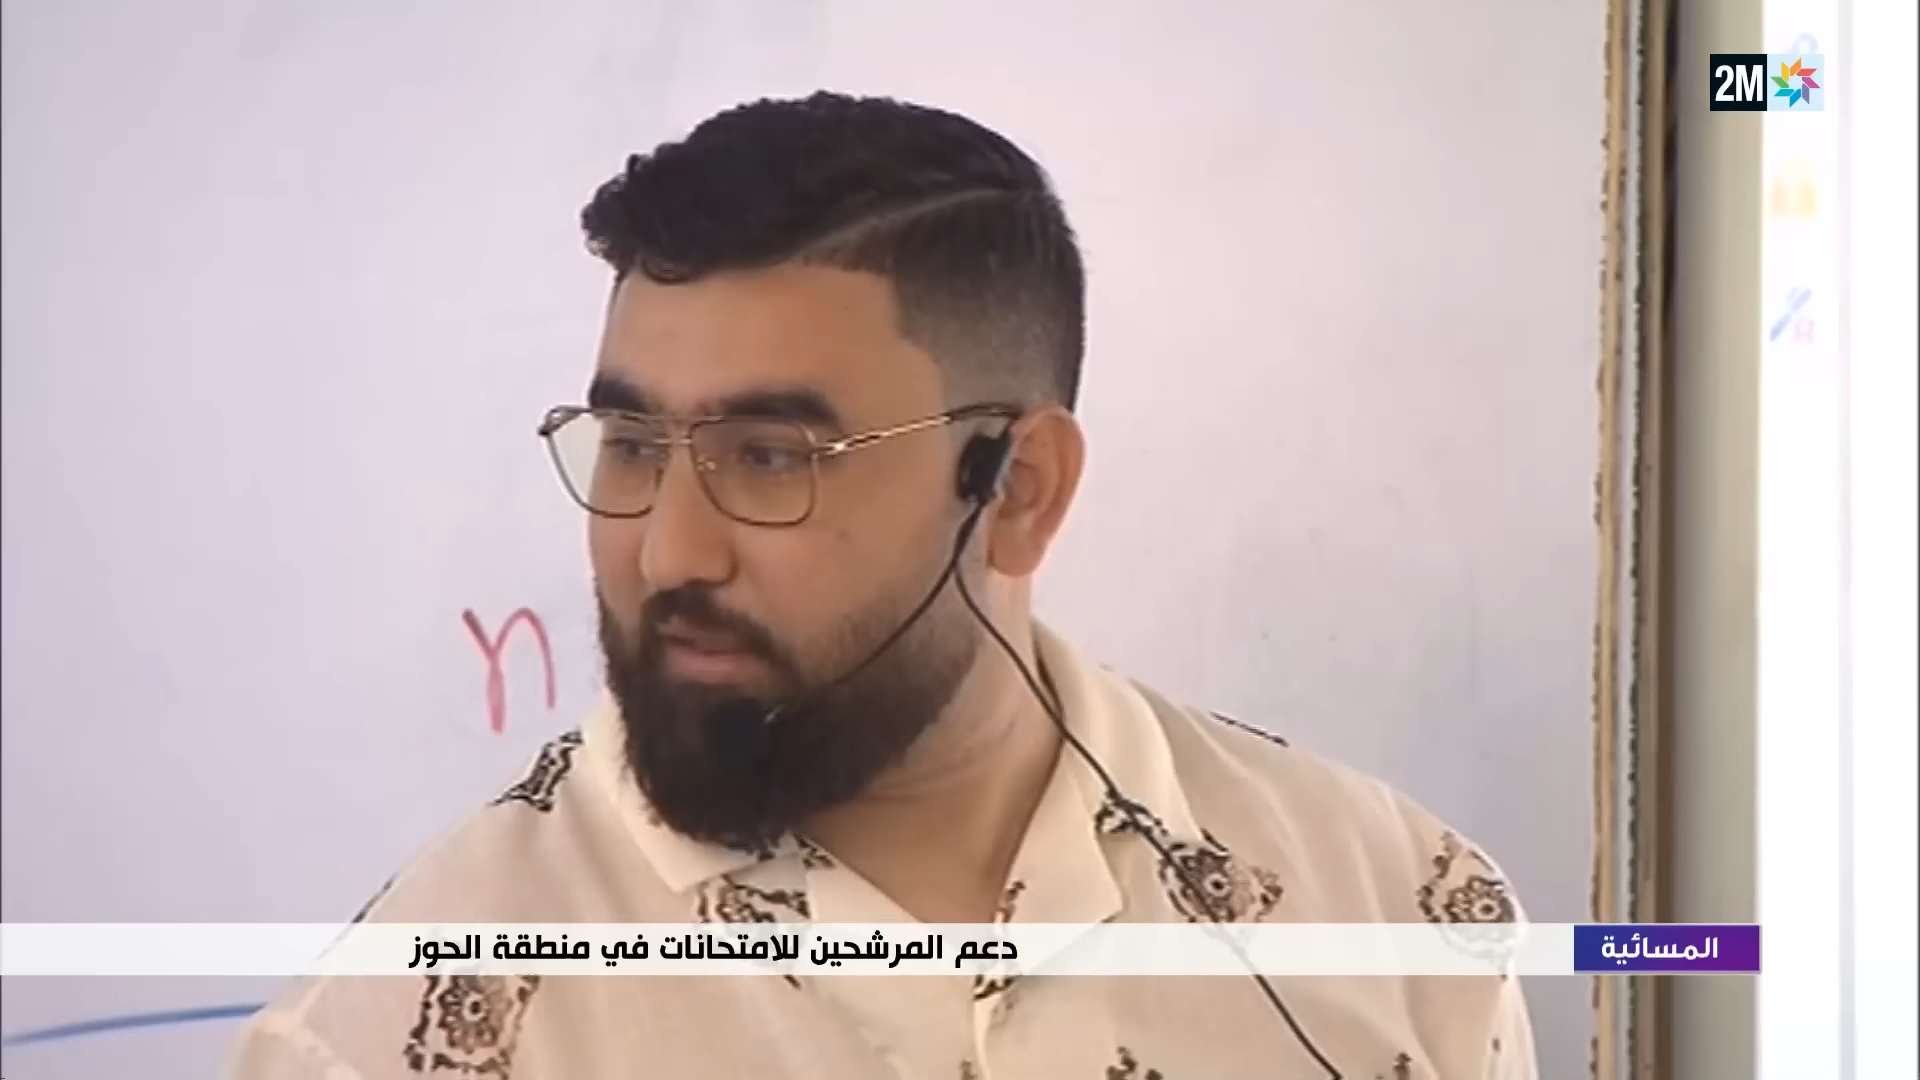 2M
n
دعم المرشحين للامتحانات في منطقة الحوز
المسائية